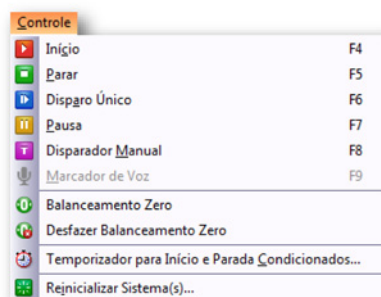 Controle
Início F4
Parar F5
Disparo Único F6
Pausa F7
Disparador Manual F8
Marcador de Voz F9
Balanceamento Zero
Desfazer Balanceamento Zero
Temporizador para Início e Parada Condicionados...
Reinicializar Sistema(s)...